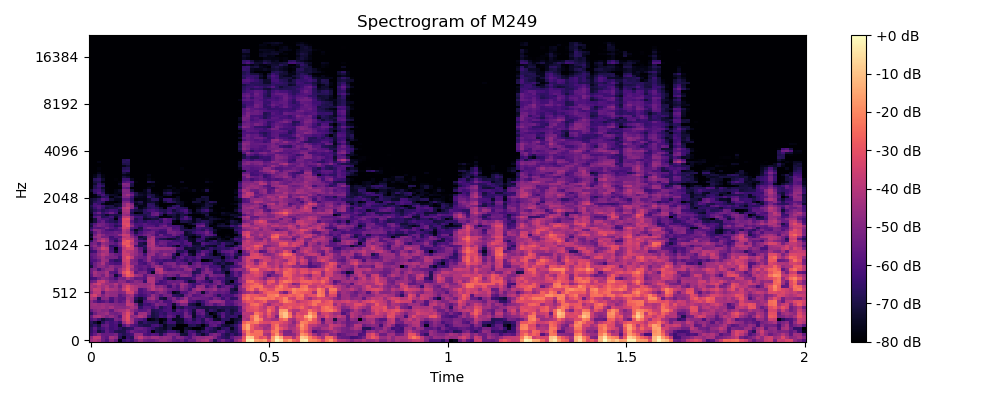 Spectrogram of M249
Hz
16384
8192
4096
2048
1024
512
0
0
0.5
1
1.5
2
Time
+0 dB
-10 dB
-20 dB
-30 dB
-40 dB
-50 dB
-60 dB
-70 dB
-80 dB